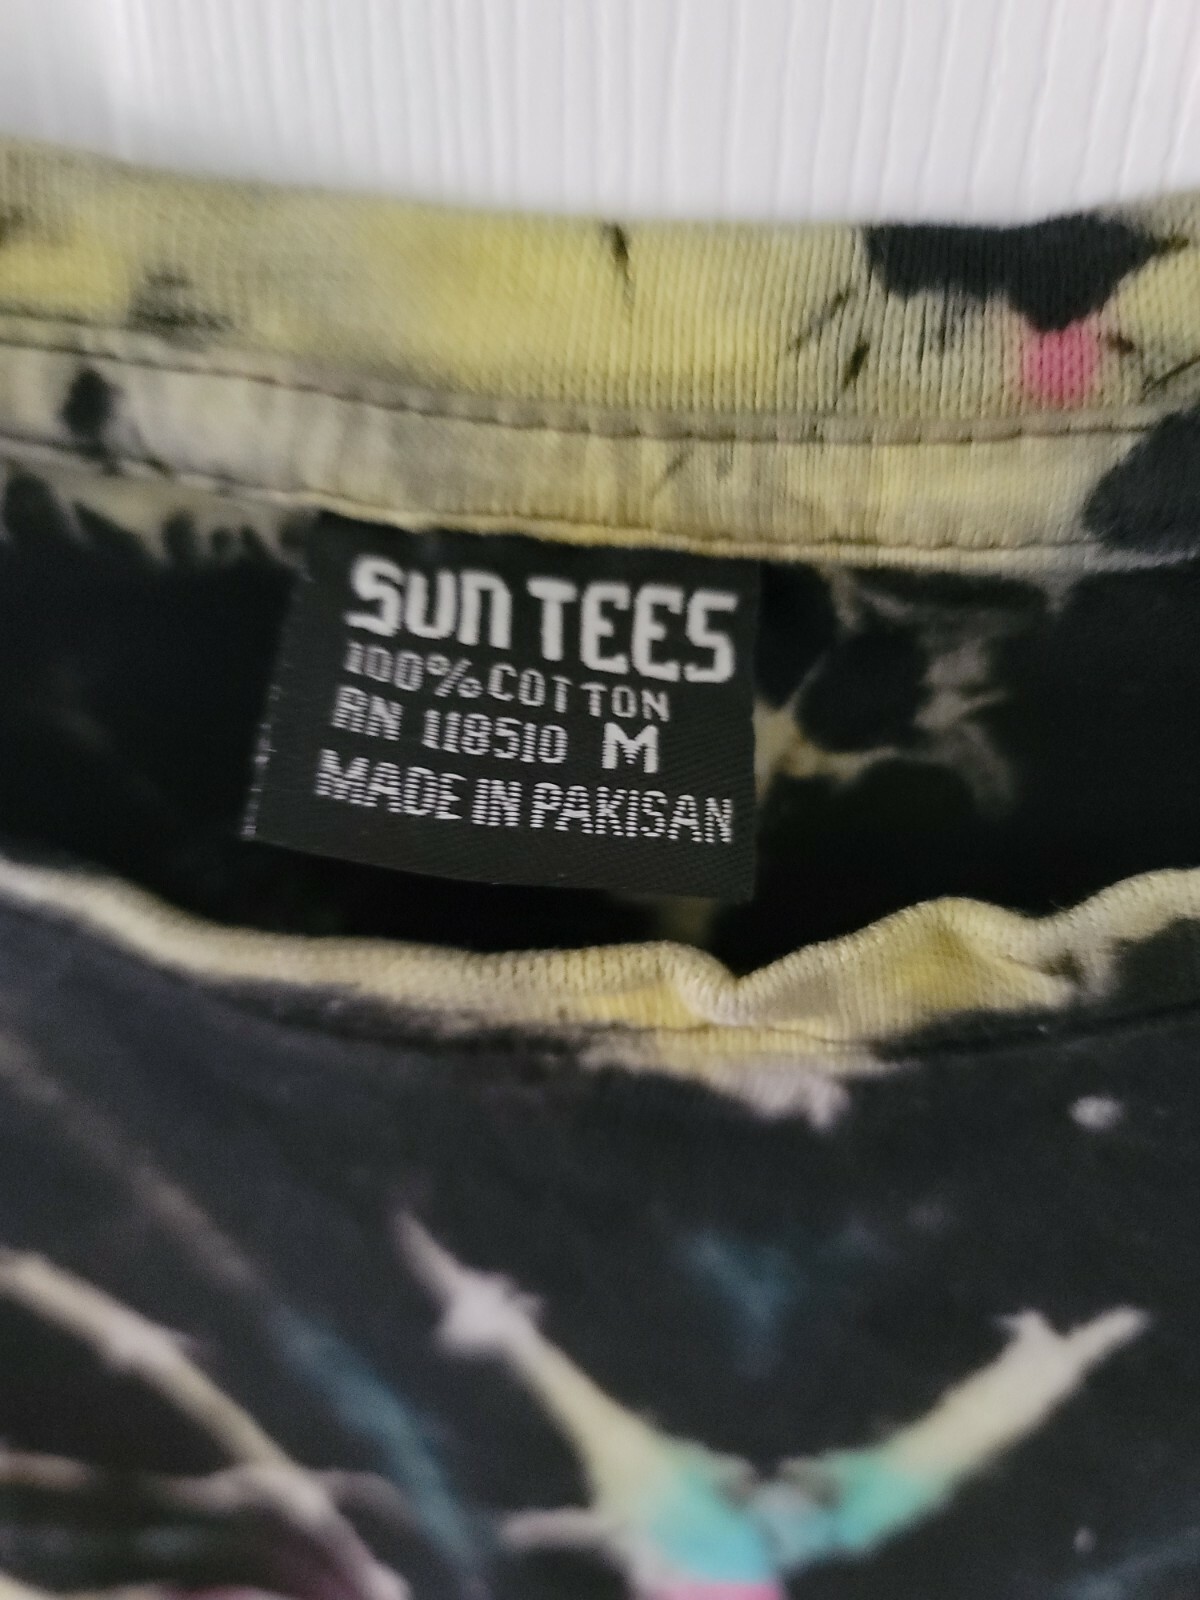 SUN TEES
100% COTTON
RN 118510 M
MADE IN PAKISAN